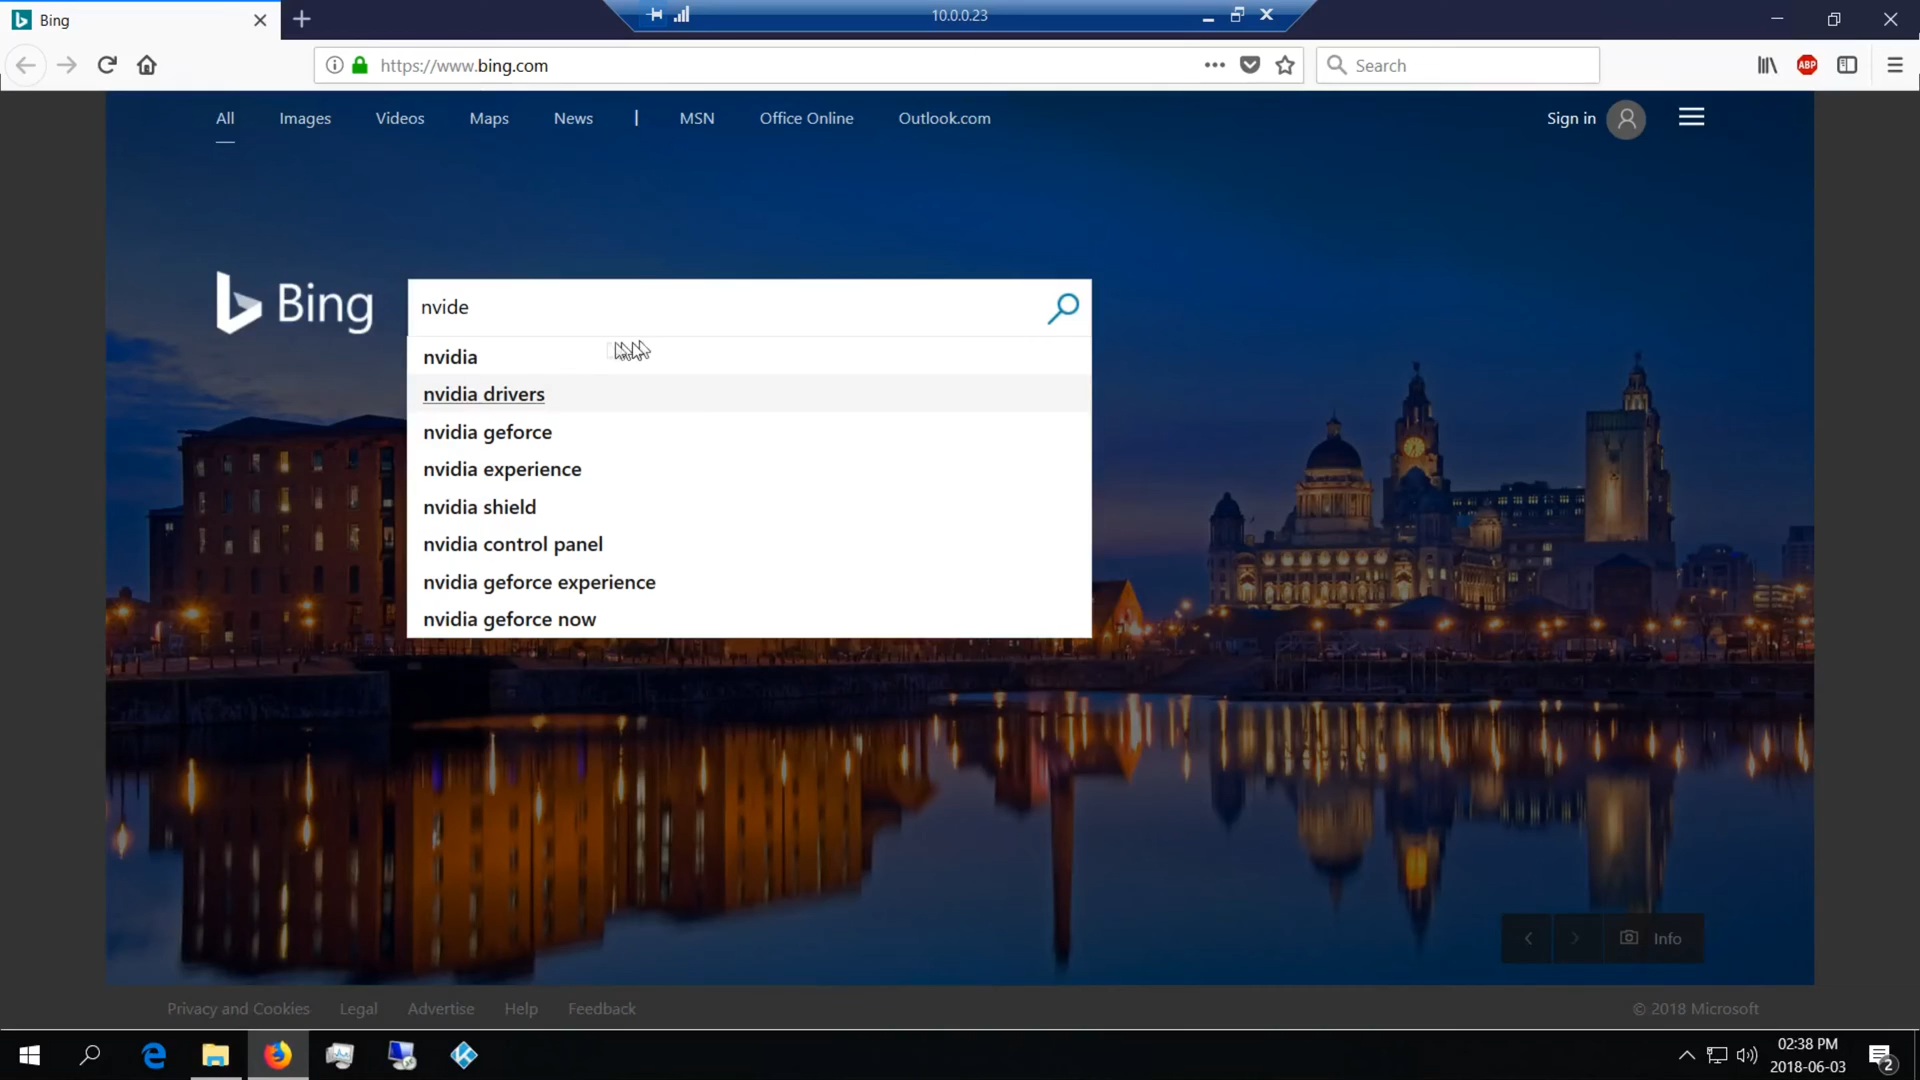 Bing
10.0.0.23
https://www.bing.com
Search
ABP
All Images Videos Maps News | MSN Office Online Outlook.com
Sign in
Bing
nvide
nvidia
nvidia drivers
nvidia geforce
nvidia experience
nvidia shield
nvidia control panel
nvidia geforce experience
nvidia geforce now
Info
Privacy and Cookies Legal Advertise Help Feedback
© 2018 Microsoft
02:38 PM
2018-06-03
2